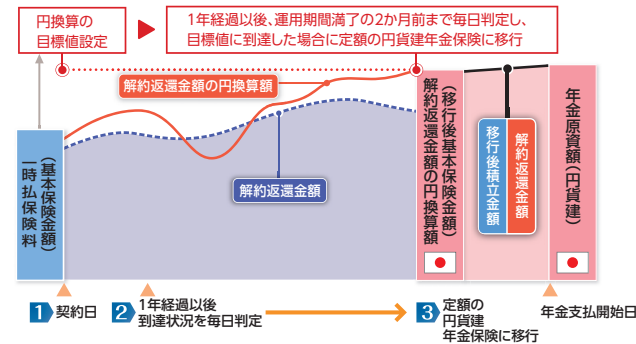 円換算の
目標値設定
1年経過以後、運用期間満了の2か月前まで毎日判定し、
目標値に到達した場合に定額の円貨建年金保険に移行
解約返還金額の円換算額
解約返還金額
一時払保険料
(基本保険金額)
解約返還金額の円換算額
(移行後基本保険金額)
移行後積立金額
解約返還金額
年金原資額(円貨建)
1 契約日
2 1年経過以後
到達状況を毎日判定
3 定額の
円貨建
年金保険に移行
年金支払開始日